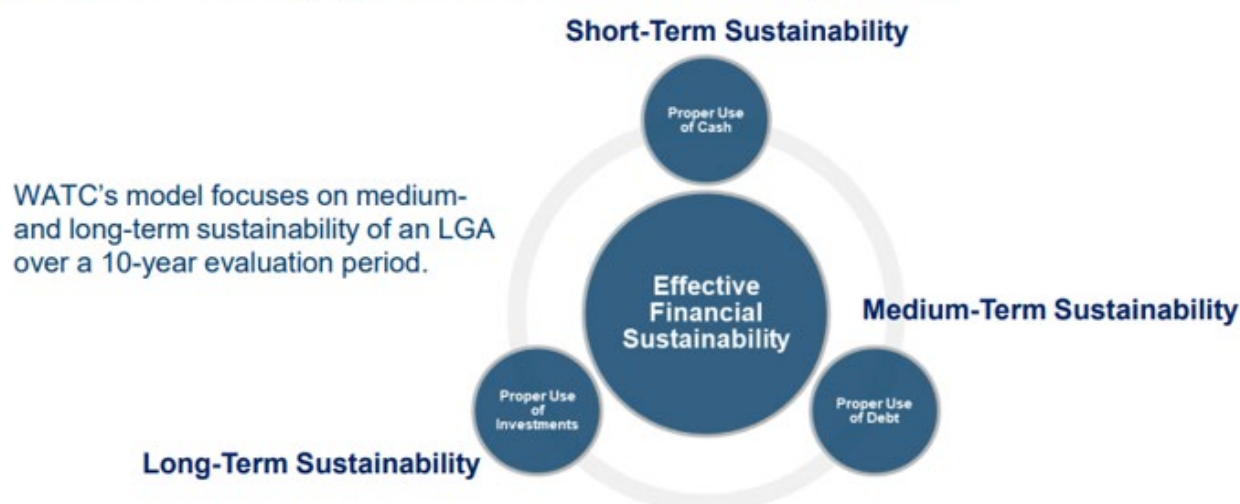 Short-Term Sustainability
Proper Use
of Cash
WATC's model focuses on medium-
and long-term sustainability of an LGA
over a 10-year evaluation period.
Effective
Financial
Sustainability
Medium-Term Sustainability
Proper Use
of
Investments
Proper Use
of Debt
Long-Term Sustainability